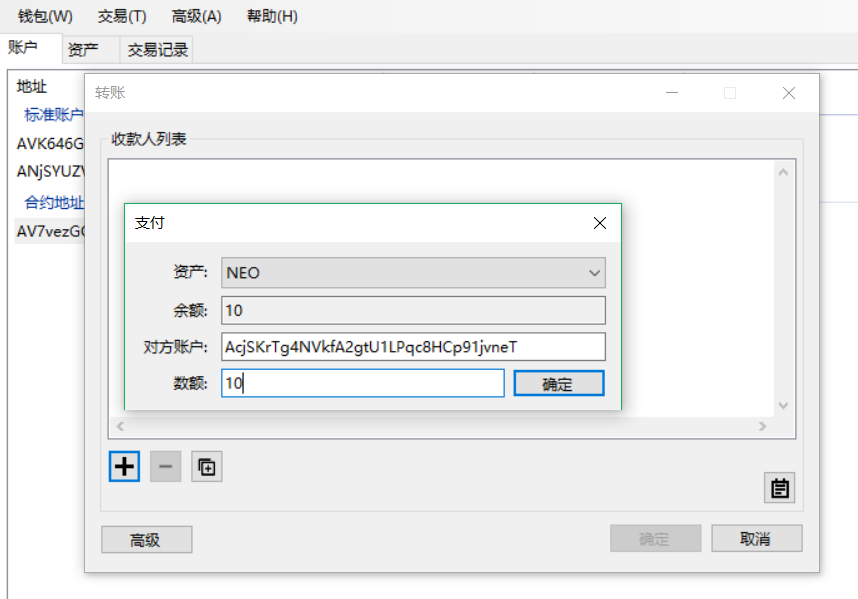 钱包(W) 交易(T) 高级(A) 帮助(H)
账户 资产 交易记录
地址
标准账户
AVK646G
ANjSYUZ
合约地址
AV7vezG
转账
收款人列表
支付
资产: NEO
余额: 10
对方账户: AcjSKrTg4NVkfA2gtU1LPqc8HCp91jvneT
数额: 10 确定
高级 确定 取消